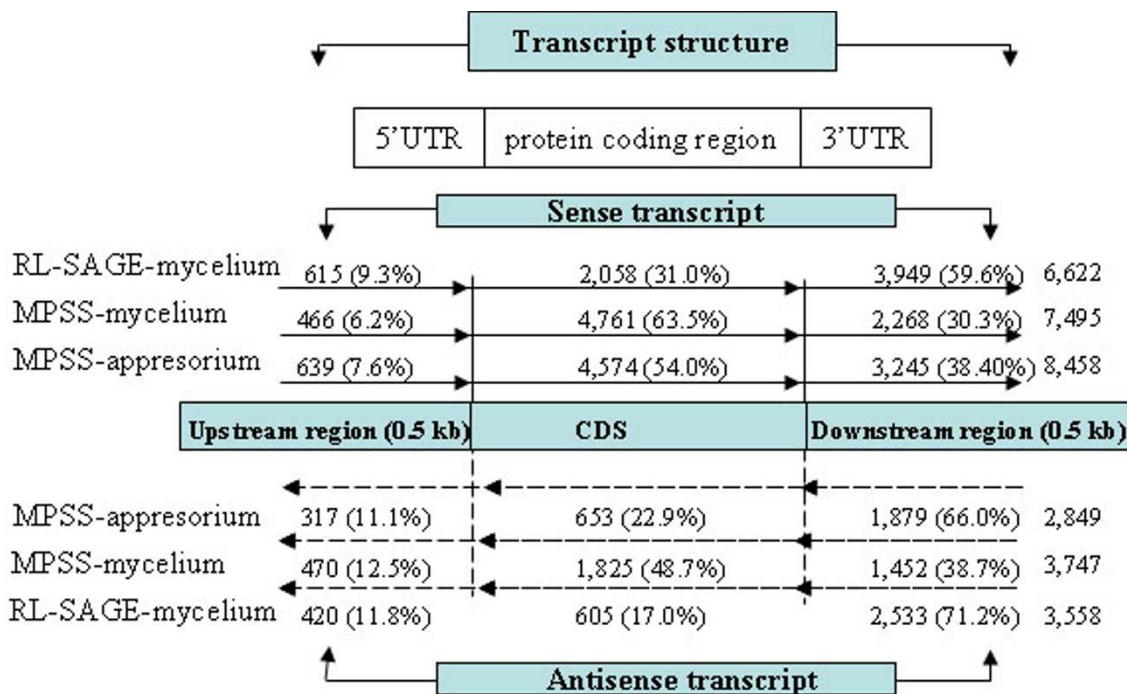 Transcript structure
5’UTR protein coding region 3’UTR
Sense transcript
RL-SAGE-mycelium 615 (9.3%) 2,058 (31.0%) 3,949 (59.6%) 6,622
MPSS-mycelium 466 (6.2%) 4,761 (63.5%) 2,268 (30.3%) 7,495
MPSS-appresorium 639 (7.6%) 4,574 (54.0%) 3,245 (38.40%) 8,458
Upstream region (0.5 kb) CDS Downstream region (0.5 kb)
MPSS-appresorium 317 (11.1%) 653 (22.9%) 1,879 (66.0%) 2,849
MPSS-mycelium 470 (12.5%) 1,825 (48.7%) 1,452 (38.7%) 3,747
RL-SAGE-mycelium 420 (11.8%) 605 (17.0%) 2,533 (71.2%) 3,558
Antisense transcript